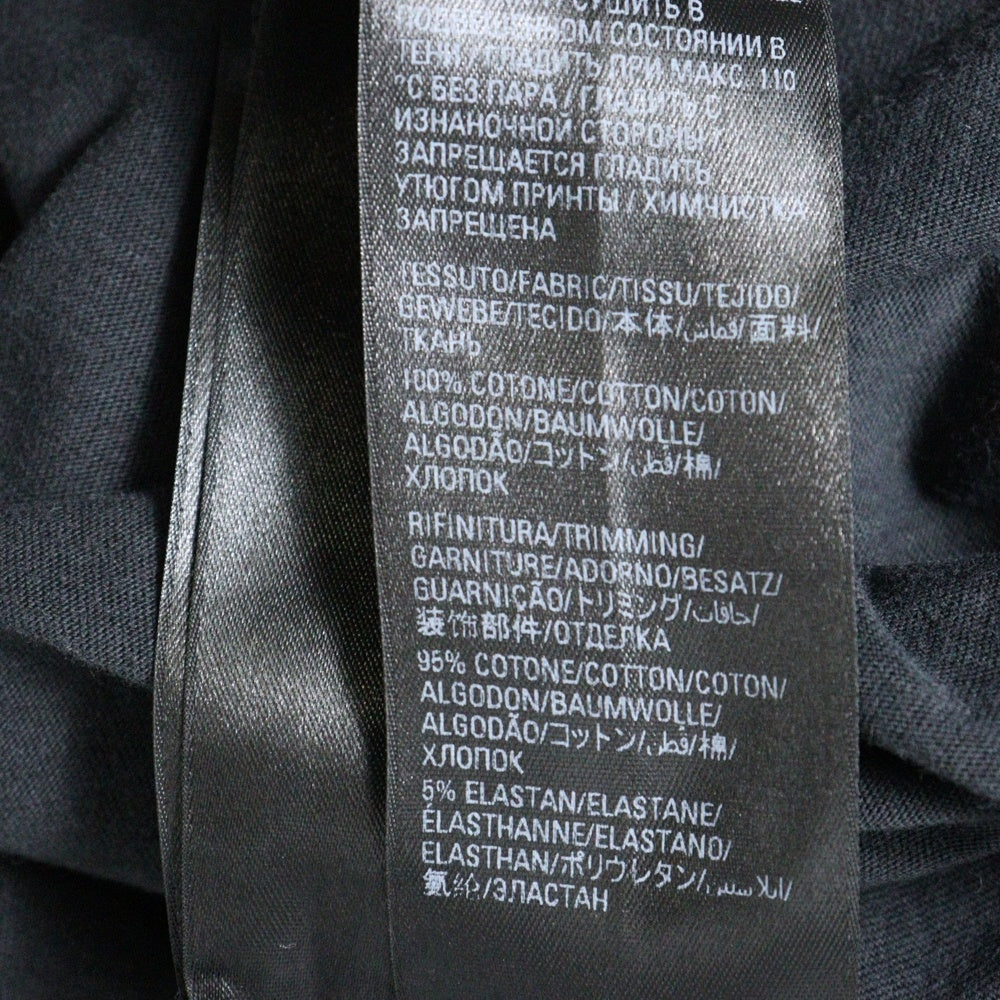 СУШИТЬ В
СОСТОЯНИИ В
ТЕНИ / ГЛАДИТЬ ПРИ МАКС. 110
°C БЕЗ ПАРА / ГЛАДИТЬ С
ИЗНАНОЧНОЙ СТОРОНЫ /
ЗАПРЕЩАЕТСЯ ГЛАДИТЬ
УТЮГОМ ПРИНТЫ / ХИМЧИСТКА
ЗАПРЕЩЕНА
TESSUTO/FABRIC/TISSU/TEJIDO/
GEWEBE/TECIDO/本体/قماش/面料/
ТКАНЬ
100% COTONE/COTTON/COTON/
ALGODON/BAUMWOLLE/
ALGODÃO/コットン/قطن/棉/
ХЛОПОК
RIFINITURA/TRIMMING/
GARNITURE/ADORNO/BESATZ/
GUARNIÇÃO/トリミング/حافات/
装饰部件/ОТДЕЛКА
95% COTONE/COTTON/COTON/
ALGODON/BAUMWOLLE/
ALGODÃO/コットン/قطن/棉/
ХЛОПОК
5% ELASTAN/ELASTANE/
ÉLASTHANNE/ELASTANO/
ELASTHAN/ポリウレタン/
氨纶/ЭЛАСТАН